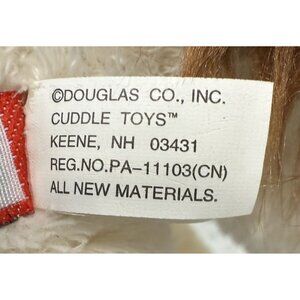 ©DOUGLAS CO., INC.
CUDDLE TOYS™
KEENE, NH 03431
REG.NO.PA-11103(CN)
ALL NEW MATERIALS.